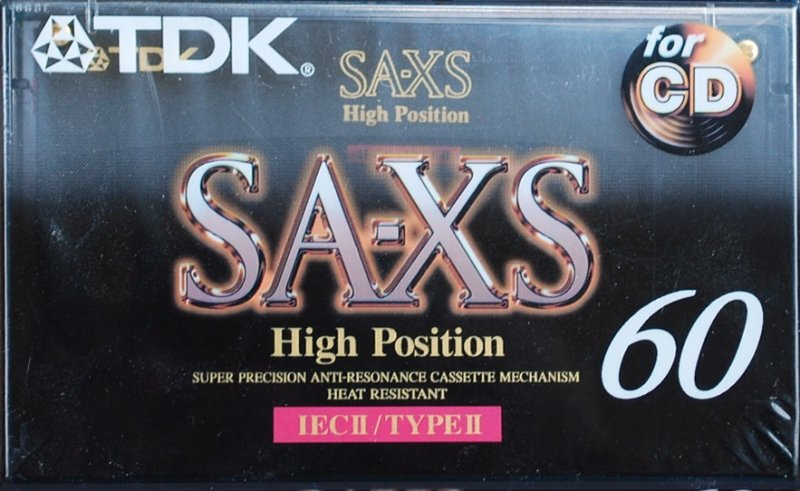 TDK®
SA-XS
High Position
for
CD
SA-XS
High Position
60
SUPER PRECISION ANTI-RESONANCE CASSETTE MECHANISM
HEAT RESISTANT
IECII/TYPEII